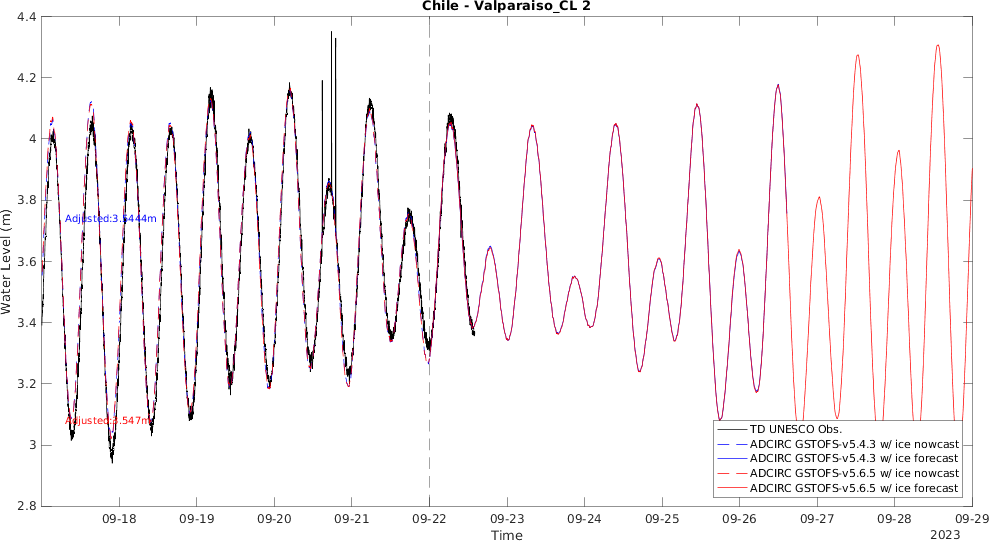 Chile - Valparaiso_CL 2
4.4
4.2
4
3.8
3.6
3.4
3.2
3
2.8
Water Level (m)
Adjusted:3.5444m
Adjusted:3.547m
TD UNESCO Obs.
ADCIRC GSTOFS-v5.4.3 w/ ice nowcast
ADCIRC GSTOFS-v5.4.3 w/ ice forecast
ADCIRC GSTOFS-v5.6.5 w/ ice nowcast
ADCIRC GSTOFS-v5.6.5 w/ ice forecast
09-18 09-19 09-20 09-21 09-22 09-23 09-24 09-25 09-26 09-27 09-28 09-29
Time
2023